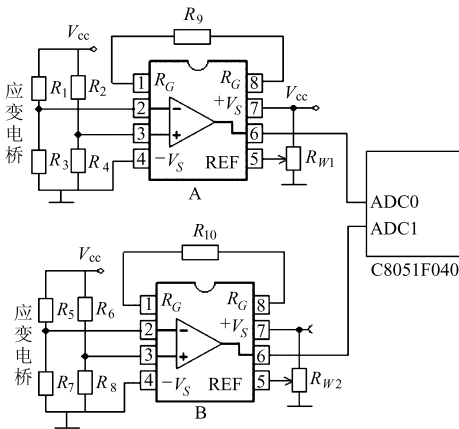 R9
Vcc
1 RG RG 8
R1 R2 +VS 7 Vcc
2 −
3 + 6
R3 R4 4 −VS REF 5 RW1
应变电桥
A
ADC0
ADC1
C8051F040
R10
Vcc
1 RG RG 8
R5 R6 +VS 7
2 −
3 + 6
R7 R8 4 −VS REF 5 RW2
应变电桥
B